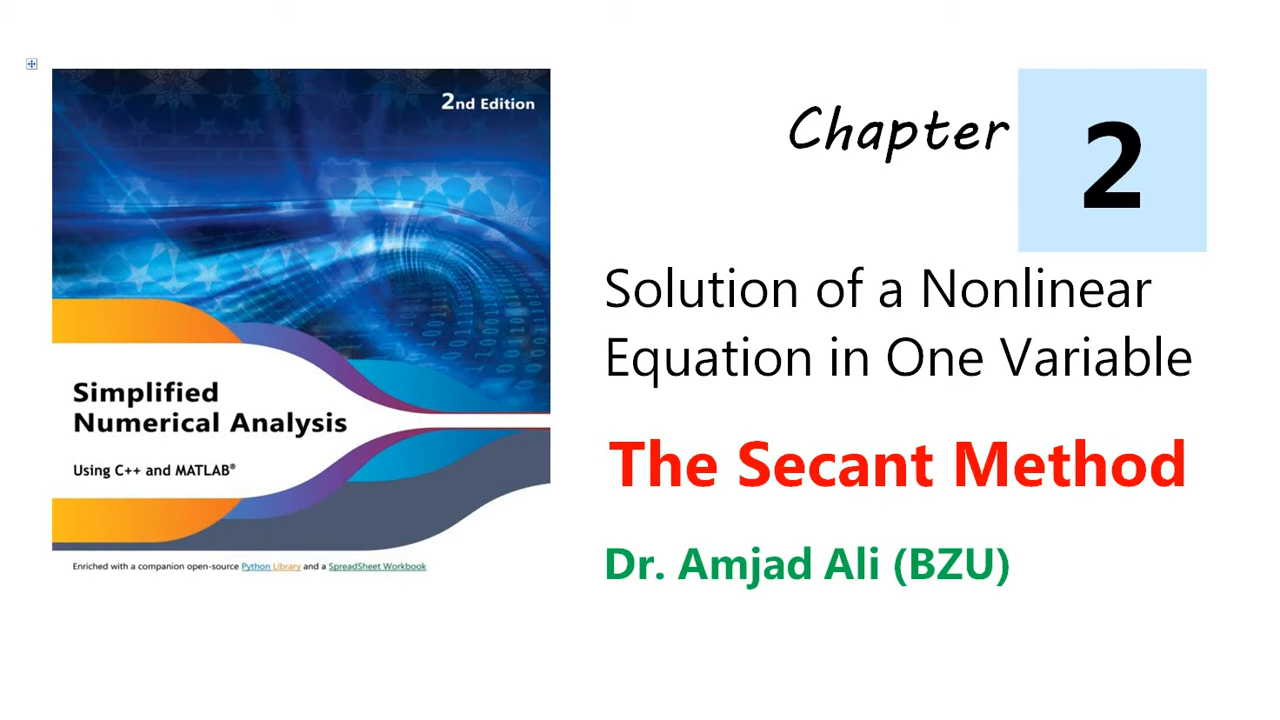 2nd Edition
Simplified
Numerical Analysis
Using C++ and MATLAB®
Enriched with a companion open-source Python Library and a SpreadSheet Workbook
Chapter 2
Solution of a Nonlinear
Equation in One Variable
The Secant Method
Dr. Amjad Ali (BZU)